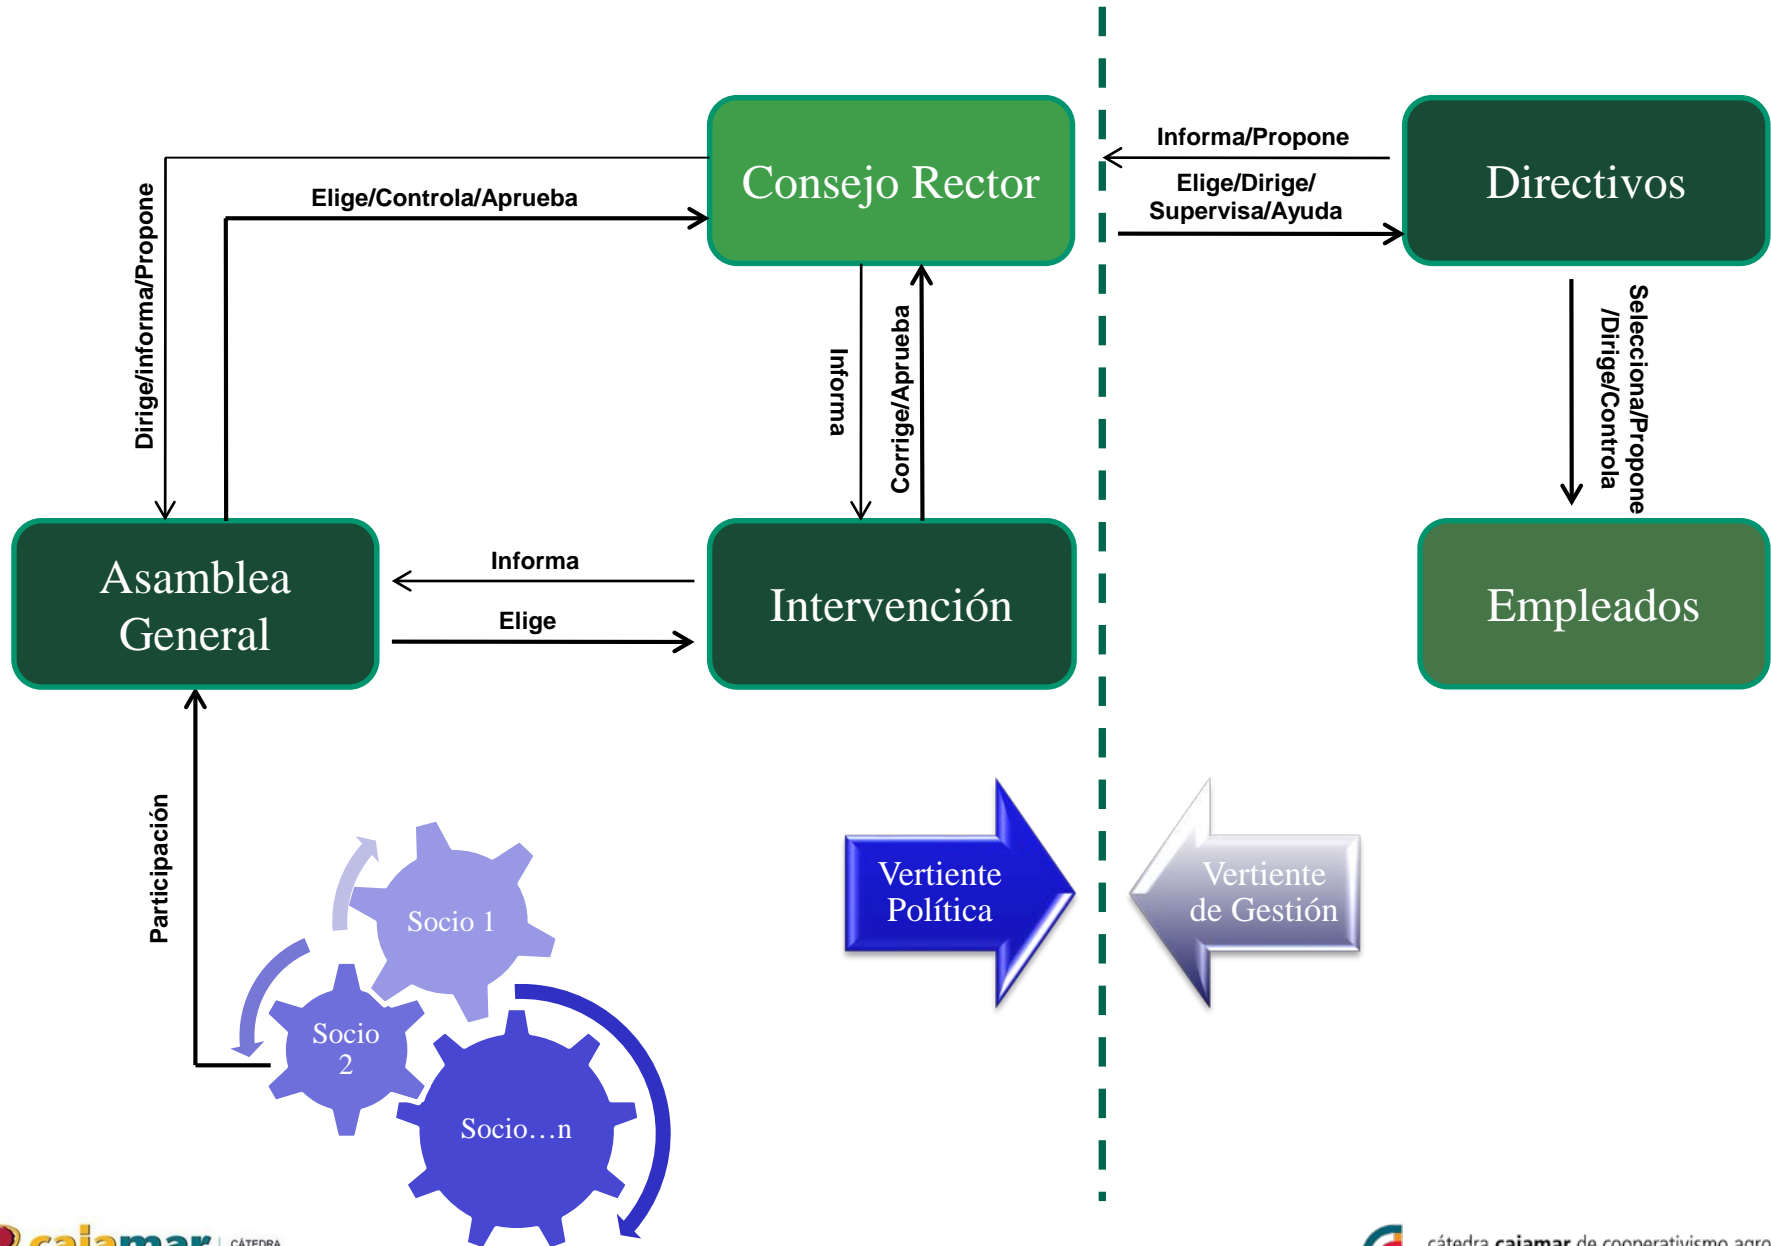 Consejo Rector
Informa/Propone
Elige/Dirige/
Supervisa/Ayuda
Directivos
Elige/Controla/Aprueba
Dirige/informa/Propone
Informa
Corrige/Aprueba
Selecciona/Propone
/Dirige/Controla
Asamblea
General
Informa
Elige
Intervención
Empleados
Participación
Vertiente
Política
Vertiente
de Gestión
Socio 1
Socio
2
Socio…n
cajamar
CÁTEDRA
cátedra cajamar de cooperativismo agro